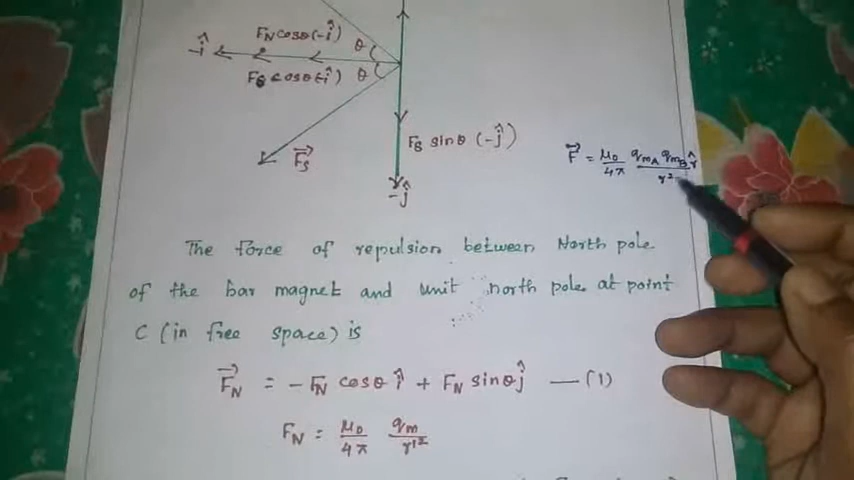 F_N cosθ(-î) θ
-î
F_S cosθ(-î) θ
F_S sinθ (-ĵ)
F⃗_S
F⃗ = μ₀/4π q_mA q_mB/r² r̂
-ĵ
The force of repulsion between North pole
of the bar magnet and unit north pole at point
C (in free space) is
F⃗_N = -F_N cosθ î + F_N sinθ ĵ — (1)
F_N = μ₀/4π q_m/r'²